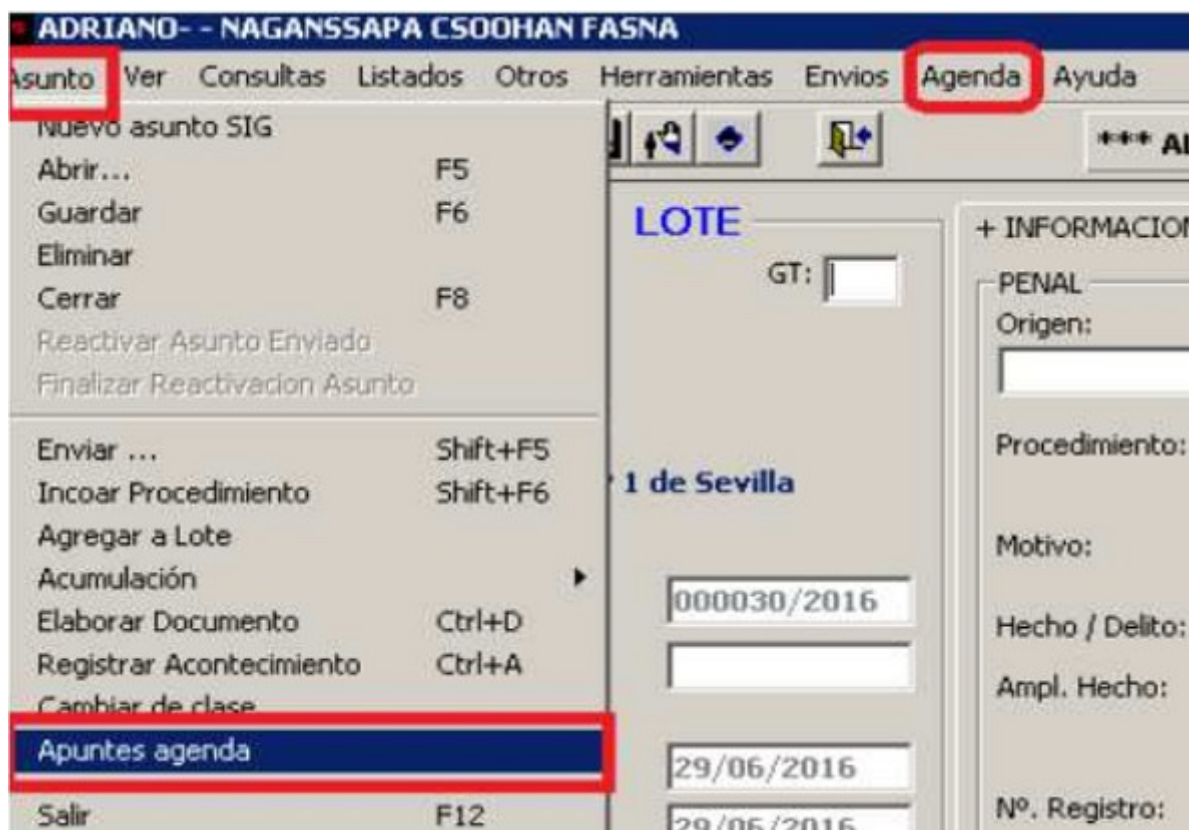 ADRIANO- - NAGANSSAPA CSOOHAN FASNA
Asunto Ver Consultas Listados Otros Herramientas Envios Agenda Ayuda
Nuevo asunto SIG
Abrir... F5
Guardar F6
Eliminar
Cerrar F8
Reactivar Asunto Enviado
Finalizar Reactivacion Asunto
Enviar ... Shift+F5
Incoar Procedimiento Shift+F6
Agregar a Lote
Acumulación
Elaborar Documento Ctrl+D
Registrar Acontecimiento Ctrl+A
Cambiar de clase
Apuntes agenda
Salir F12
***
LOTE
GT:
1 de Sevilla
000030/2016
29/06/2016
29/06/2016
+ INFORMACION
PENAL
Origen:
Procedimiento:
Motivo:
Hecho / Delito:
Ampl. Hecho:
Nº. Registro: